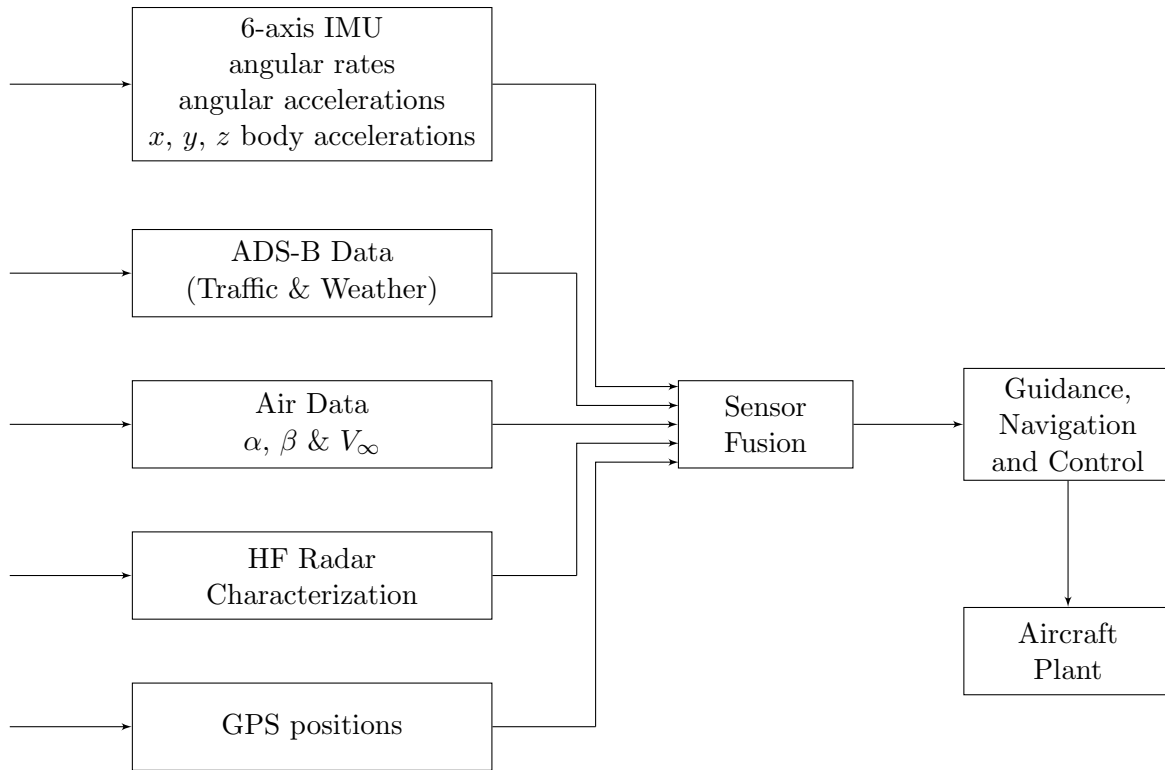 6-axis IMU
angular rates
angular accelerations
x, y, z body accelerations
ADS-B Data
(Traffic & Weather)
Air Data
α, β & V∞
HF Radar
Characterization
GPS positions
Sensor
Fusion
Guidance,
Navigation
and Control
Aircraft
Plant